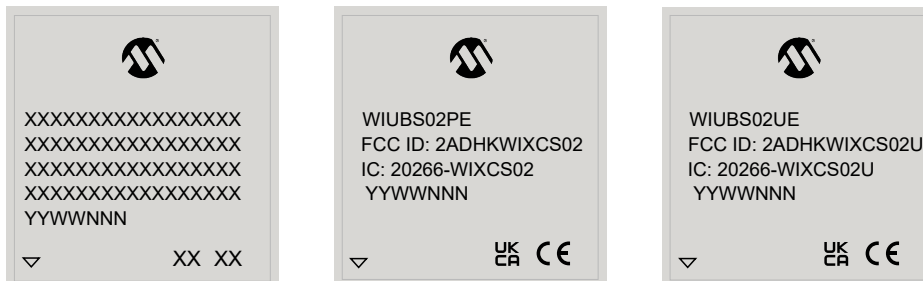 XXXXXXXXXXXXXXXXX
XXXXXXXXXXXXXXXXX
XXXXXXXXXXXXXXXXX
XXXXXXXXXXXXXXXXX
YYWWNNN
XX XX
WIUBS02PE
FCC ID: 2ADHKWIXCS02
IC: 20266-WIXCS02
YYWWNNN
UK
CA CE
WIUBS02UE
FCC ID: 2ADHKWIXCS02U
IC: 20266-WIXCS02U
YYWWNNN
UK
CA CE